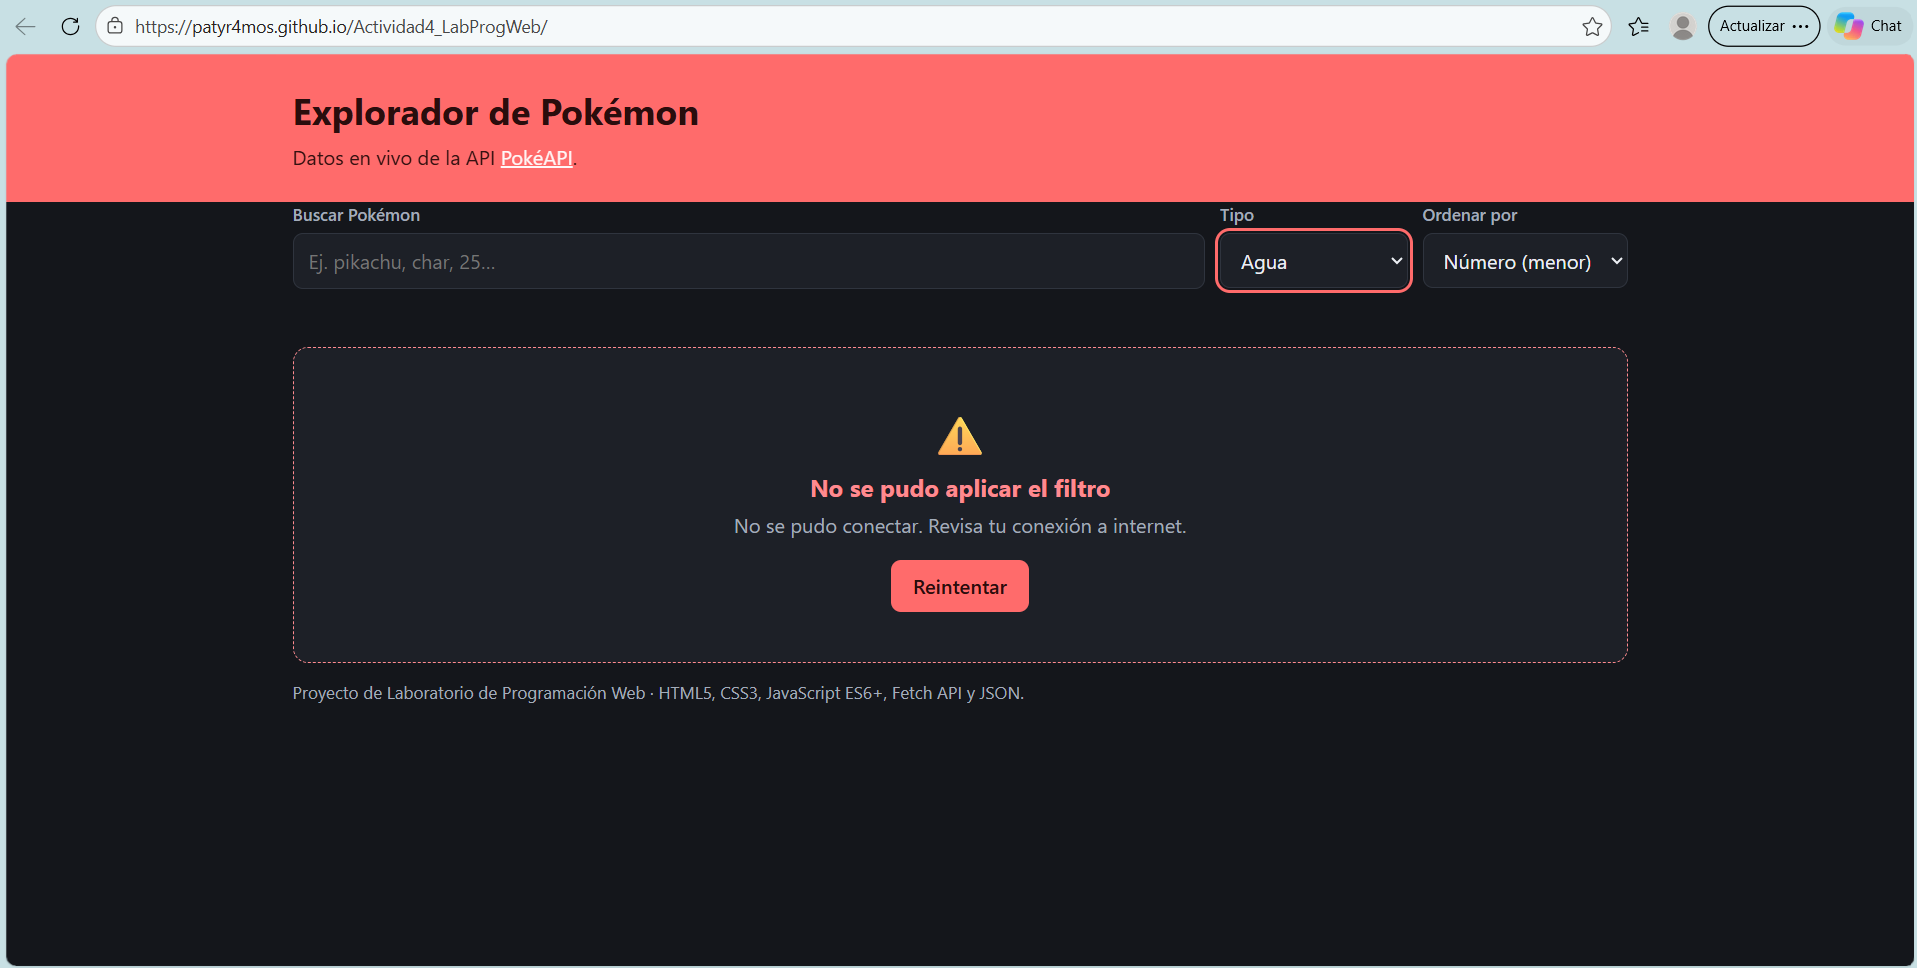 https://patyr4mos.github.io/Actividad4_LabProgWeb/
Actualizar
Chat
Explorador de Pokémon
Datos en vivo de la API PokéAPI.
Buscar Pokémon
Tipo
Ordenar por
Ej. pikachu, char, 25...
Agua
Número (menor)
No se pudo aplicar el filtro
No se pudo conectar. Revisa tu conexión a internet.
Reintentar
Proyecto de Laboratorio de Programación Web · HTML5, CSS3, JavaScript ES6+, Fetch API y JSON.